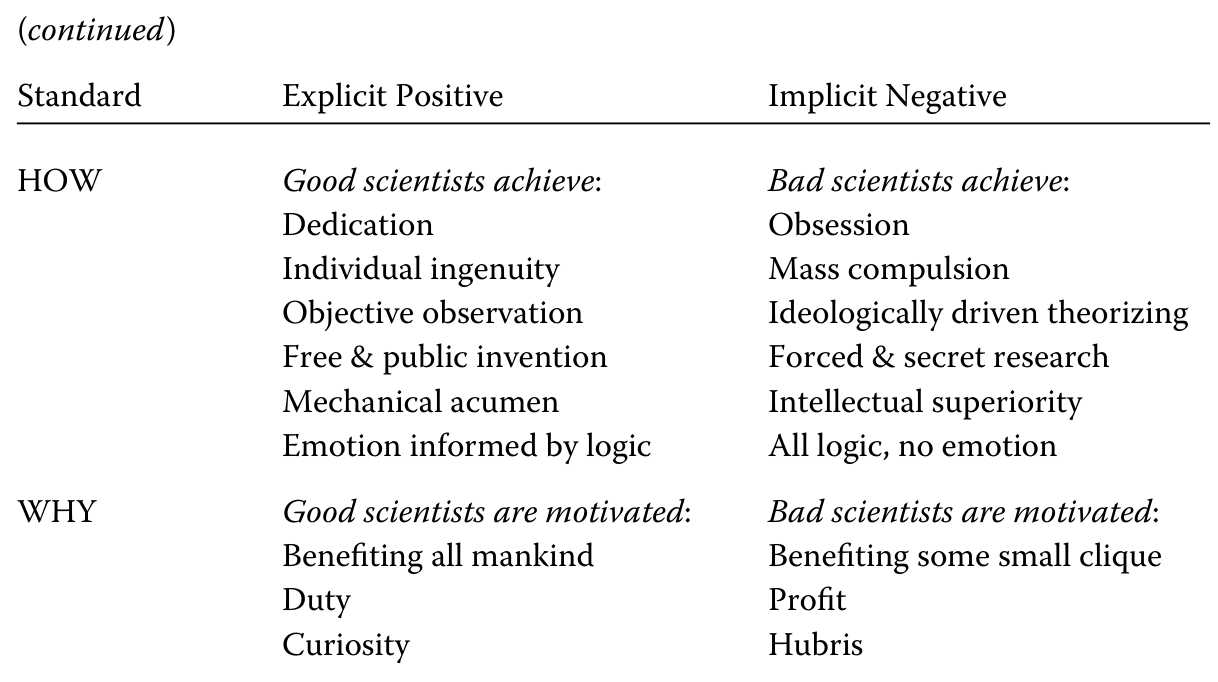 (continued)
Standard Explicit Positive Implicit Negative
HOW Good scientists achieve: Bad scientists achieve:
Dedication Obsession
Individual ingenuity Mass compulsion
Objective observation Ideologically driven theorizing
Free & public invention Forced & secret research
Mechanical acumen Intellectual superiority
Emotion informed by logic All logic, no emotion
WHY Good scientists are motivated: Bad scientists are motivated:
Benefiting all mankind Benefiting some small clique
Duty Profit
Curiosity Hubris